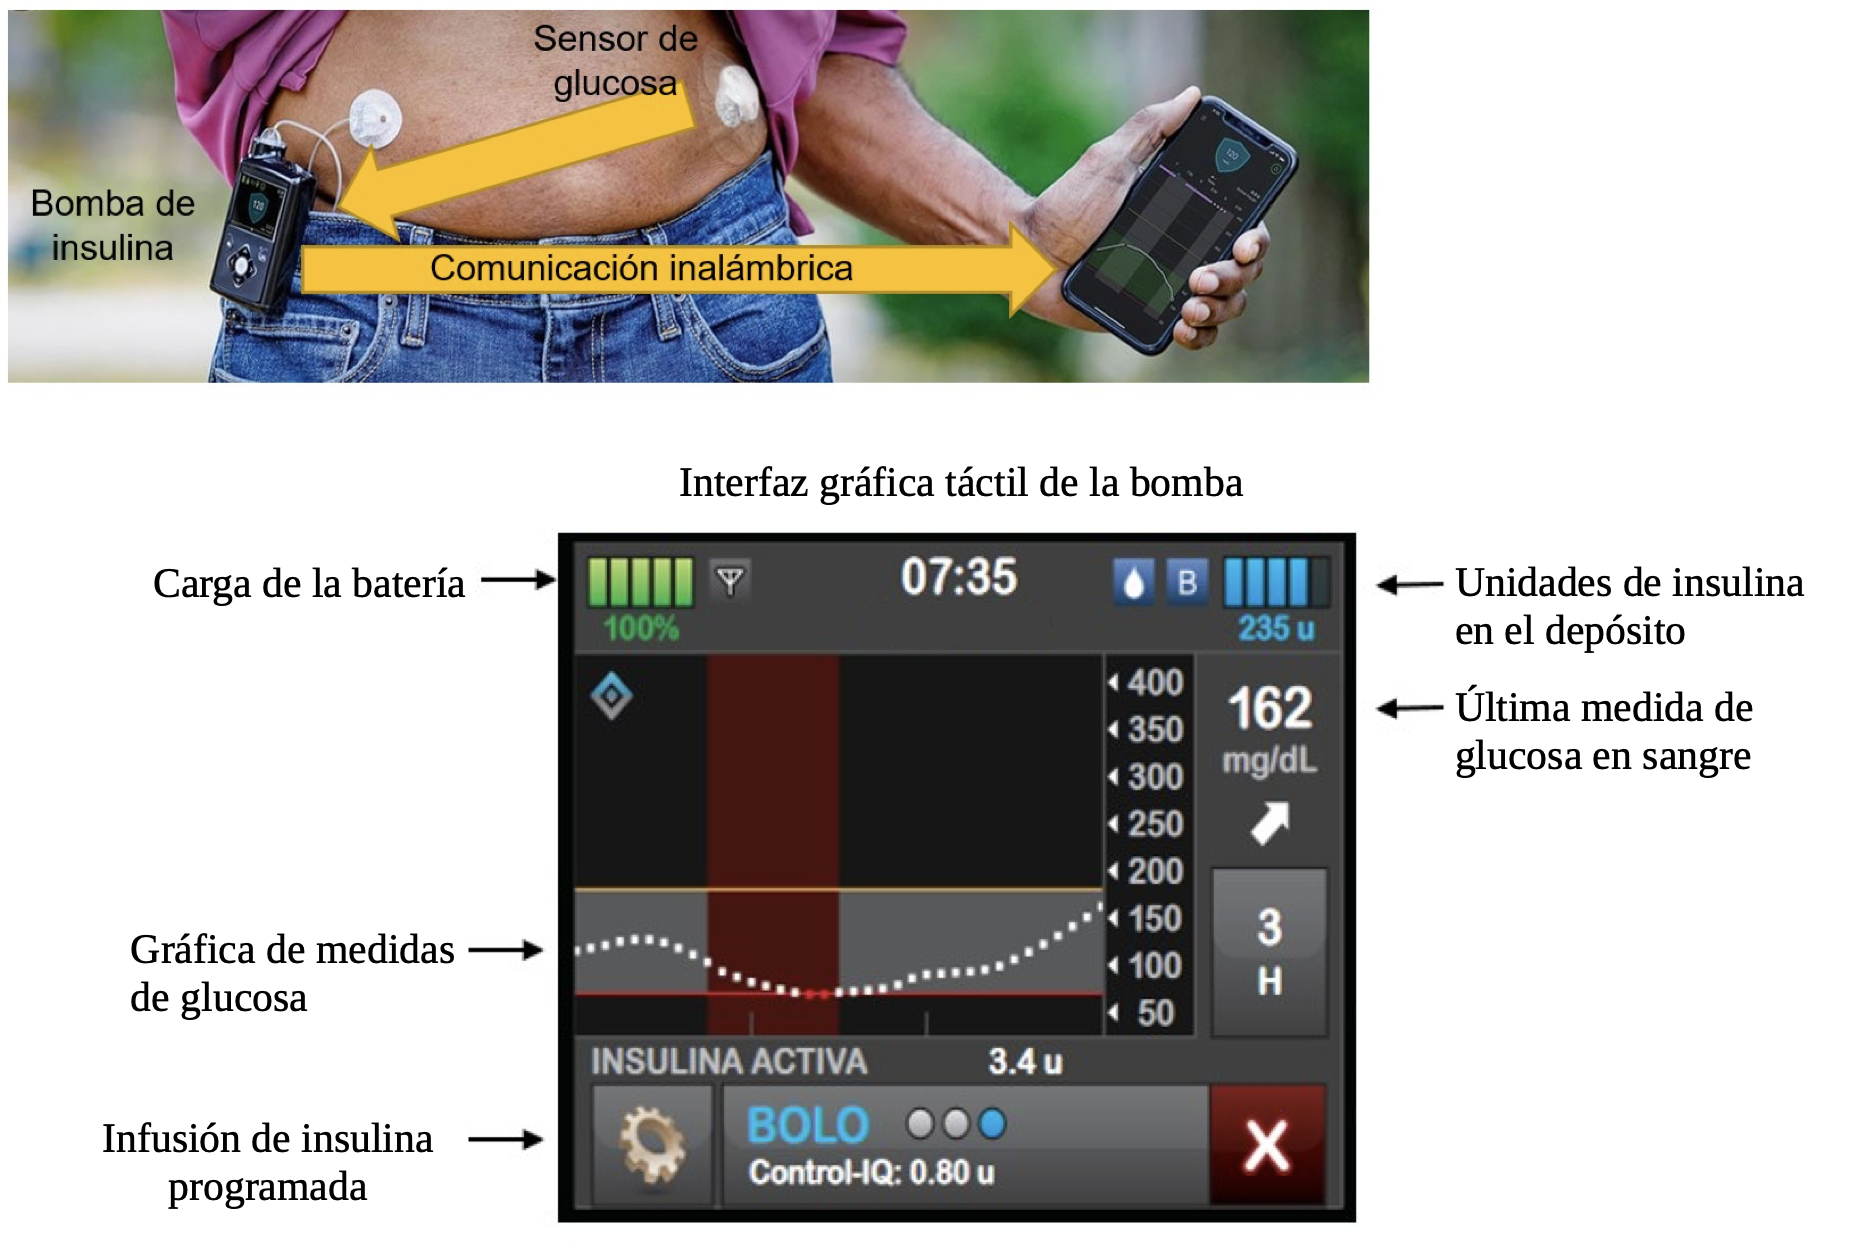 Sensor de
glucosa
Bomba de
insulina
120
120
Comunicación inalámbrica
Interfaz gráfica táctil de la bomba
Carga de la batería
100%
07:35
B
235 u
Unidades de insulina
en el depósito
162
mg/dL
Última medida de
glucosa en sangre
400
350
300
250
200
150
100
50
3
H
Gráfica de medidas
de glucosa
INSULINA ACTIVA 3.4 u
Infusión de insulina
programada
BOLO
Control-IQ: 0.80 u
X